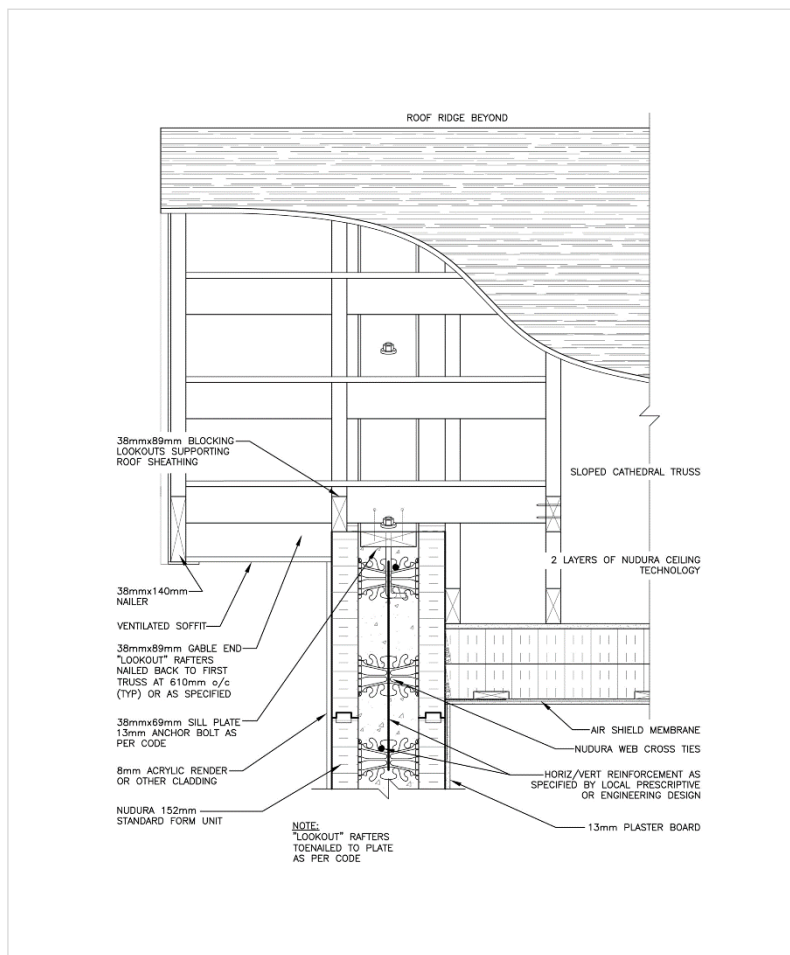 ROOF RIDGE BEYOND
38mmx89mm BLOCKING
LOOKOUTS SUPPORTING
ROOF SHEATHING
SLOPED CATHEDRAL TRUSS
2 LAYERS OF NUDURA CEILING
TECHNOLOGY
38mmx140mm
NAILER
VENTILATED SOFFIT
38mmx89mm GABLE END
"LOOKOUT" RAFTERS
NAILED BACK TO FIRST
TRUSS AT 610mm o/c
(TYP) OR AS SPECIFIED
38mmx69mm SILL PLATE
13mm ANCHOR BOLT AS
PER CODE
8mm ACRYLIC RENDER
OR OTHER CLADDING
NUDURA 152mm
STANDARD FORM UNIT
AIR SHIELD MEMBRANE
NUDURA WEB CROSS TIES
HORIZ/VERT REINFORCEMENT AS
SPECIFIED BY LOCAL PRESCRIPTIVE
OR ENGINEERING DESIGN
13mm PLASTER BOARD
NOTE:
"LOOKOUT" RAFTERS
TOENAILED TO PLATE
AS PER CODE